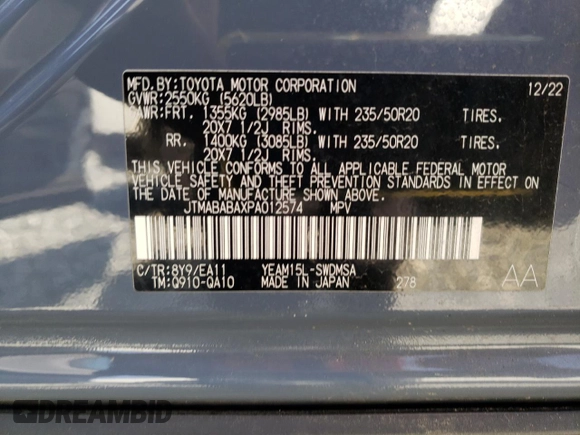 MFD.BY:TOYOTA MOTOR CORPORATION 12/22
GVWR:2550KG (5620LB)
GAWR:FRT. 1355KG (2985LB) WITH 235/50R20 TIRES.
20X7 1/2J RIMS.
RR. 1400KG (3085LB) WITH 235/50R20 TIRES.
20X7 1/2J RIMS.
THIS VEHICLE CONFORMS TO ALL APPLICABLE FEDERAL MOTOR
VEHICLE SAFETY AND THEFT PREVENTION STANDARDS IN EFFECT
ON THE DATE OF MANUFACTURE SHOWN ABOVE.
JTMABABAXPA012574 MPV
C/TR:8Y9/EA11 YEAM15L-SWDMSA
TM:Q910-QA10 MADE IN JAPAN 278 AA
DREAMBID